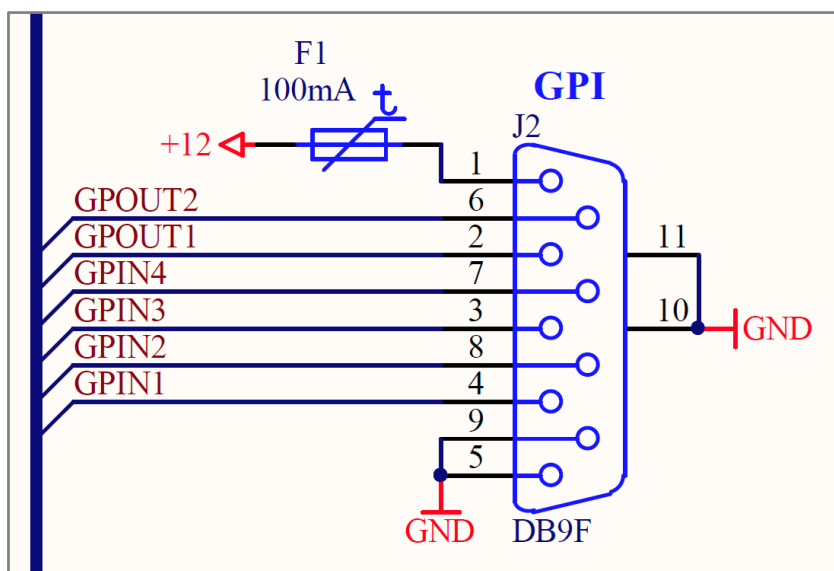 F1
100mA
t
GPI
J2
+12
1
GPOUT2
6
GPOUT1
2
11
GPIN4
7
GPIN3
3
10
GND
GPIN2
8
GPIN1
4
9
5
GND
DB9F